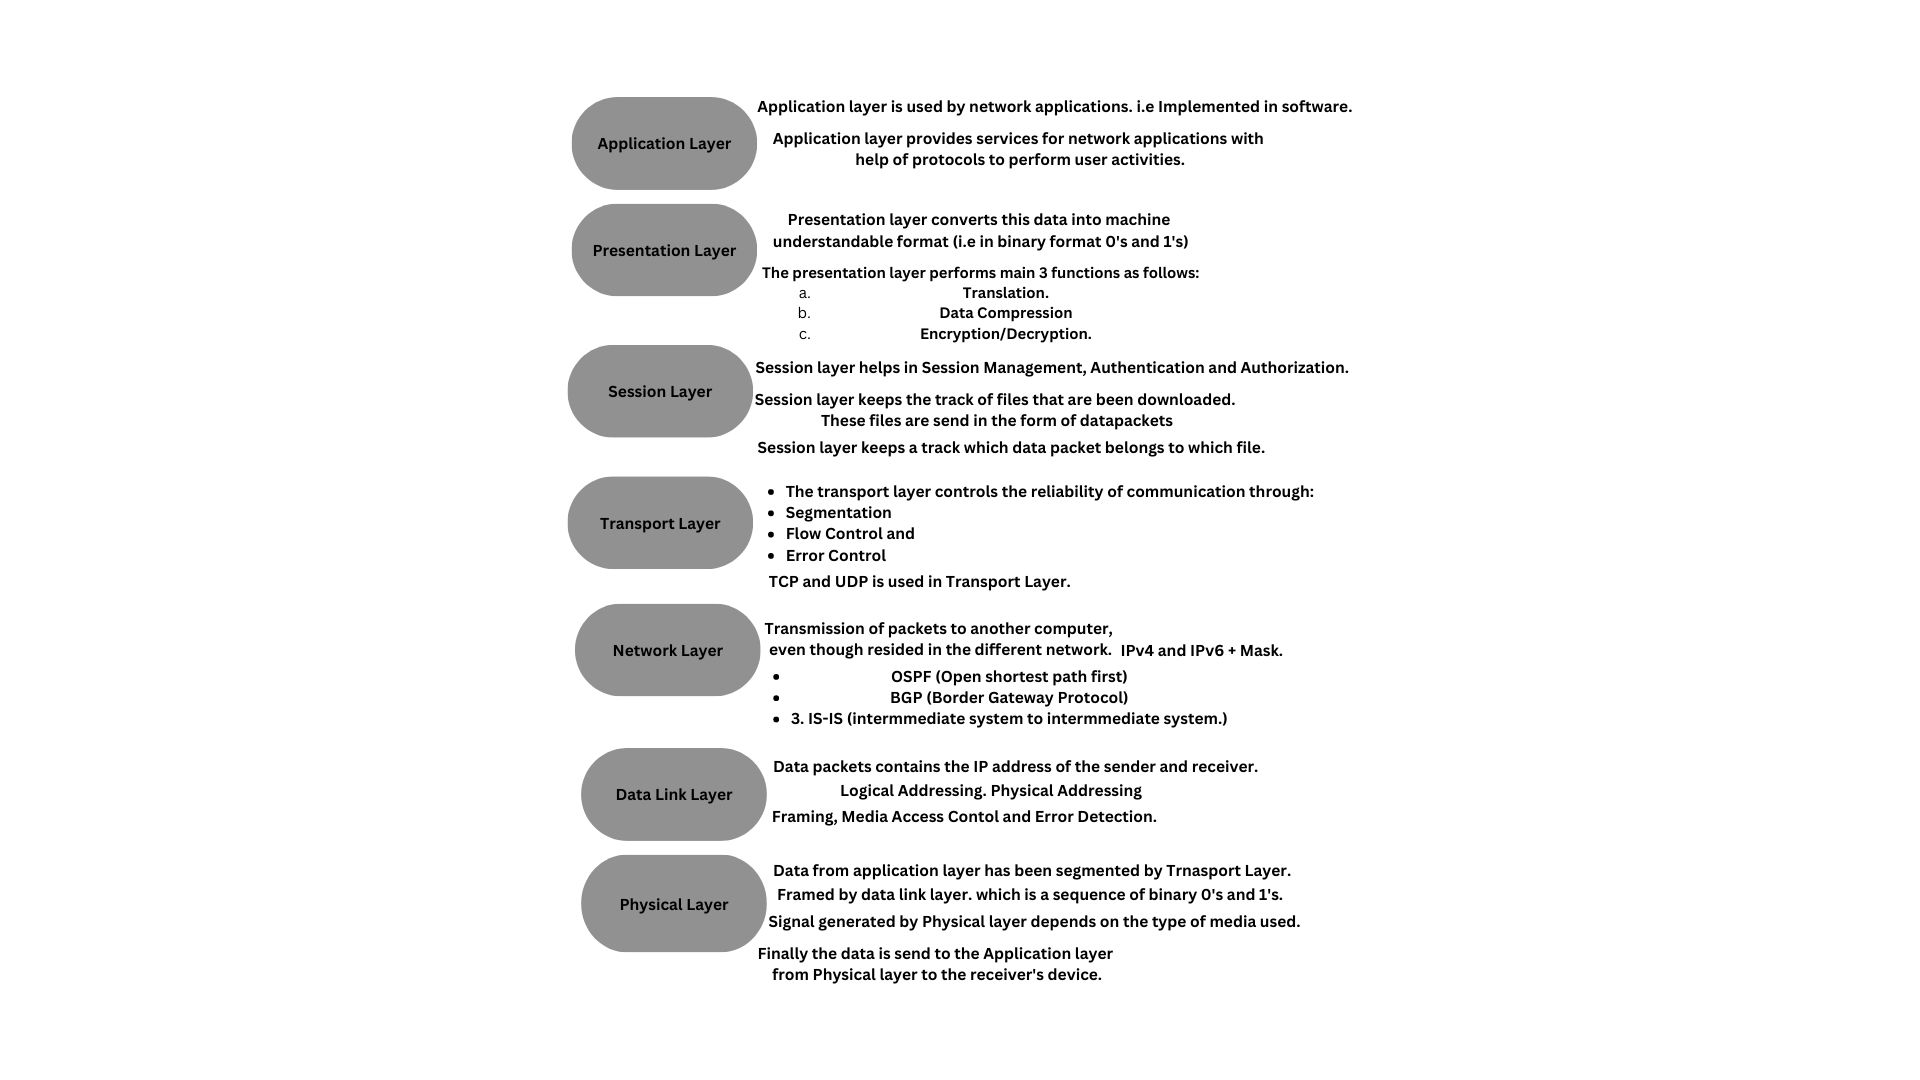 Application Layer
Application layer is used by network applications. i.e Implemented in software.
Application layer provides services for network applications with
help of protocols to perform user activities.
Presentation Layer
Presentation layer converts this data into machine
understandable format (i.e in binary format 0's and 1's)
The presentation layer performs main 3 functions as follows:
a. Translation.
b. Data Compression
c. Encryption/Decryption.
Session Layer
Session layer helps in Session Management, Authentication and Authorization.
Session layer keeps the track of files that are been downloaded.
These files are send in the form of datapackets
Session layer keeps a track which data packet belongs to which file.
Transport Layer
• The transport layer controls the reliability of communication through:
• Segmentation
• Flow Control and
• Error Control
TCP and UDP is used in Transport Layer.
Network Layer
Transmission of packets to another computer,
even though resided in the different network. IPv4 and IPv6 + Mask.
• OSPF (Open shortest path first)
• BGP (Border Gateway Protocol)
• 3. IS-IS (intermmediate system to intermmediate system.)
Data Link Layer
Data packets contains the IP address of the sender and receiver.
Logical Addressing. Physical Addressing
Framing, Media Access Contol and Error Detection.
Physical Layer
Data from application layer has been segmented by Trnasport Layer.
Framed by data link layer. which is a sequence of binary 0's and 1's.
Signal generated by Physical layer depends on the type of media used.
Finally the data is send to the Application layer
from Physical layer to the receiver's device.